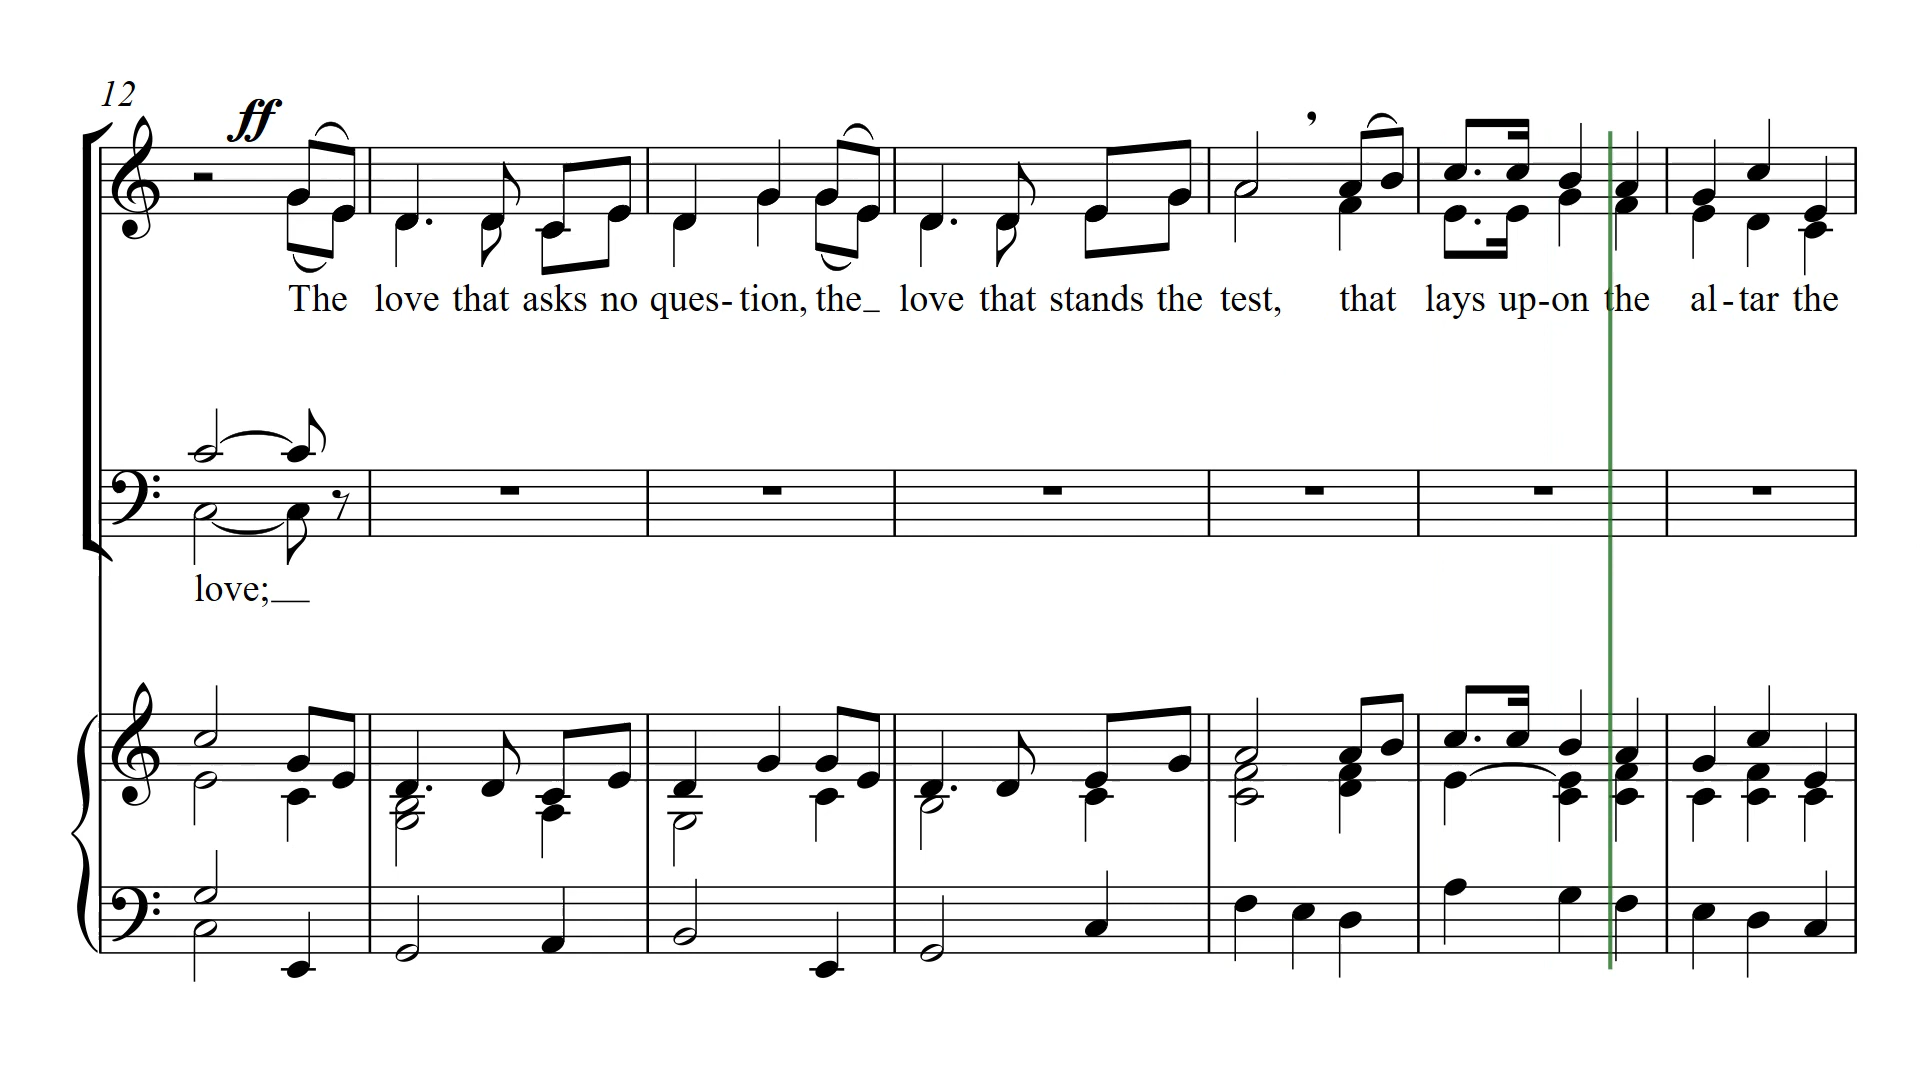 12
ff
The love that asks no ques-tion, the_ love that stands the test, that lays up-on the al-tar the
love;__